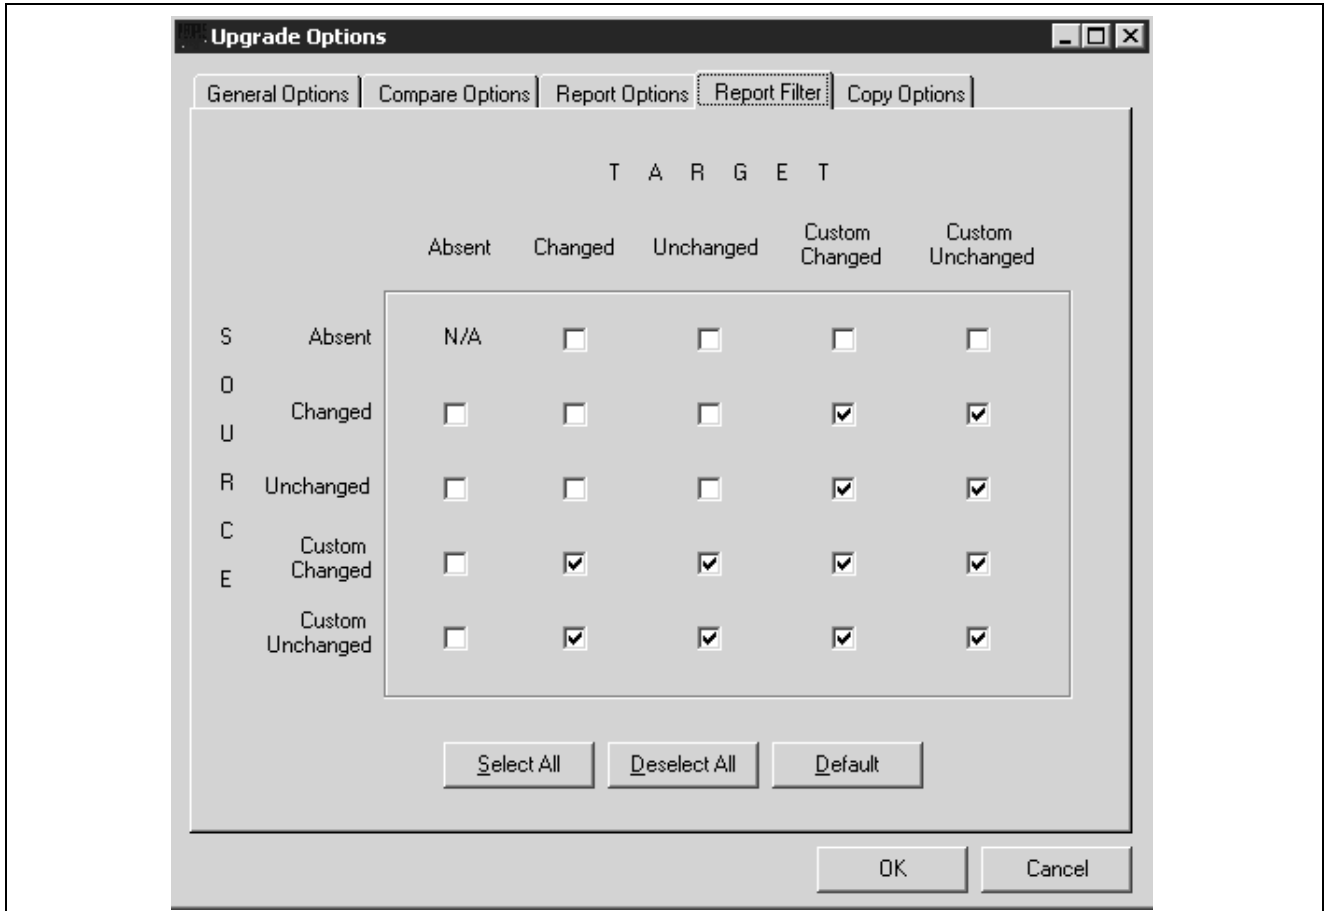 Upgrade Options
General Options Compare Options Report Options Report Filter Copy Options
T A R G E T
Absent Changed Unchanged Custom Changed Custom Unchanged
S O U R C E
Absent N/A
Changed
Unchanged
Custom
Changed
Custom
Unchanged
Select All Deselect All Default
OK Cancel